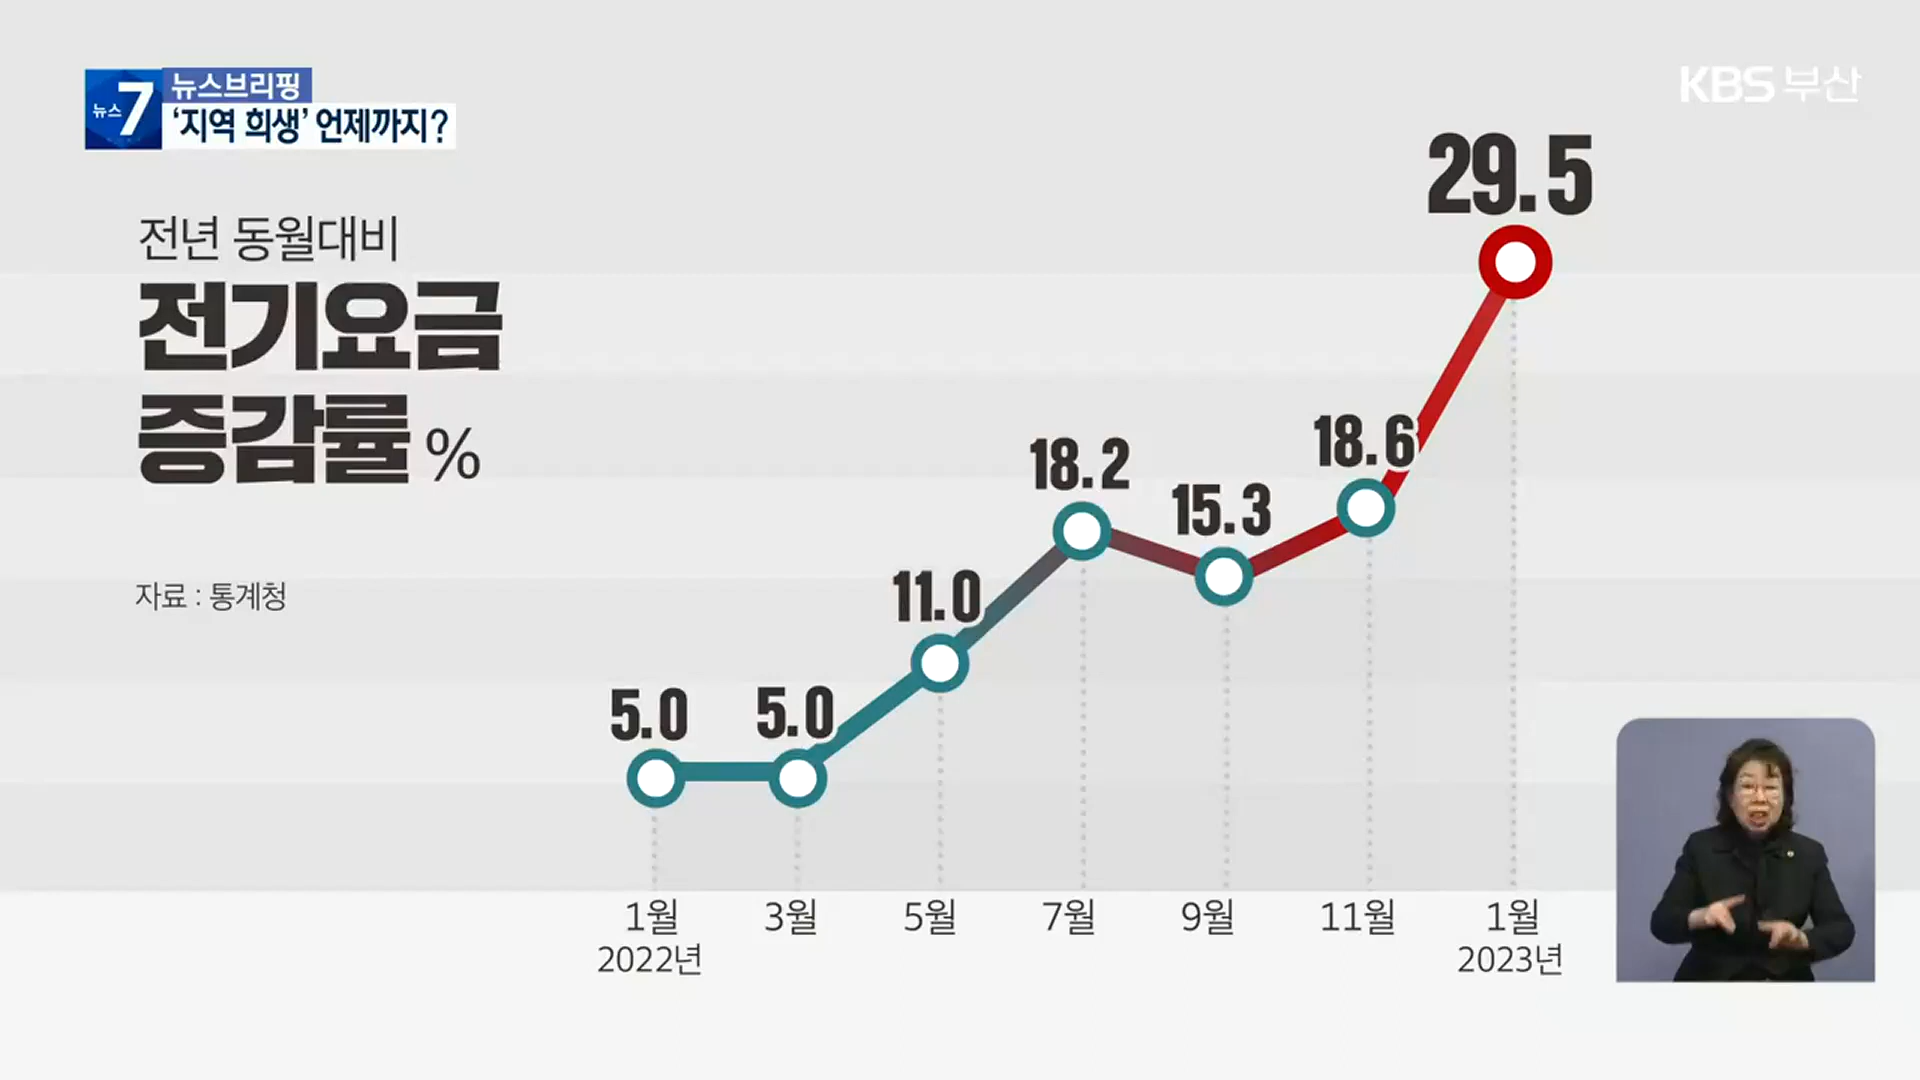 뉴스7
뉴스브리핑
‘지역 희생’ 언제까지?
KBS 부산
전년 동월대비
전기요금
증감률 %
자료 : 통계청
5.0
5.0
11.0
18.2
15.3
18.6
29.5
1월
3월
5월
7월
9월
11월
1월
2022년
2023년